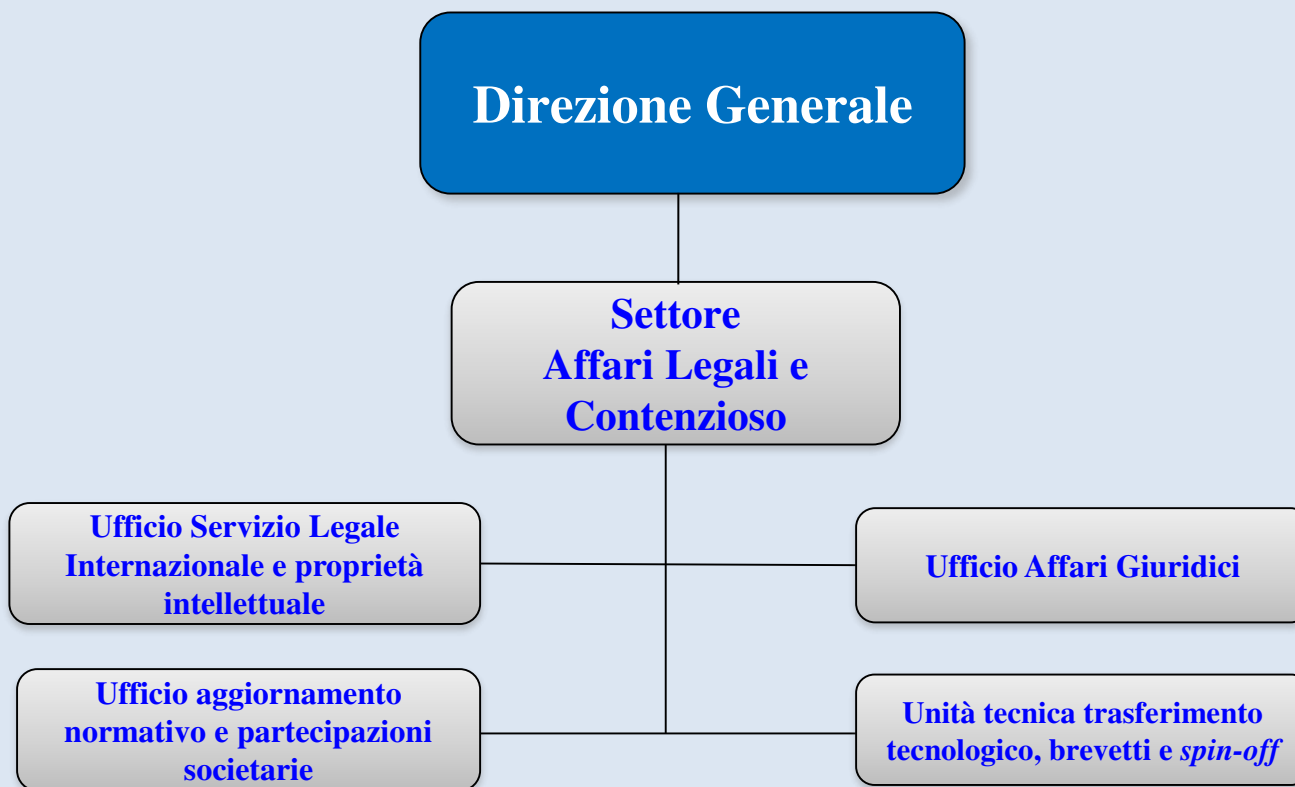 Direzione Generale
Settore
Affari Legali e
Contenzioso
Ufficio Servizio Legale
Internazionale e proprietà
intellettuale
Ufficio Affari Giuridici
Ufficio aggiornamento
normativo e partecipazioni
societarie
Unità tecnica trasferimento
tecnologico, brevetti e spin-off